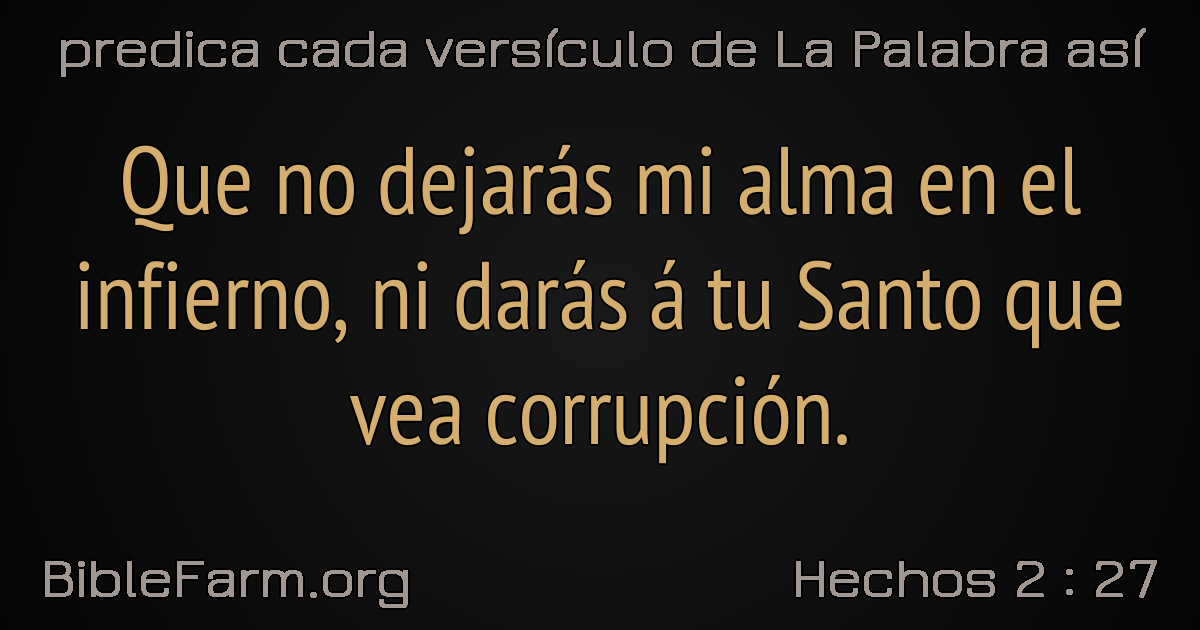 predica cada versículo de La Palabra así
Que no dejarás mi alma en el
infierno, ni darás á tu Santo que
vea corrupción.
BibleFarm.org
Hechos 2 : 27